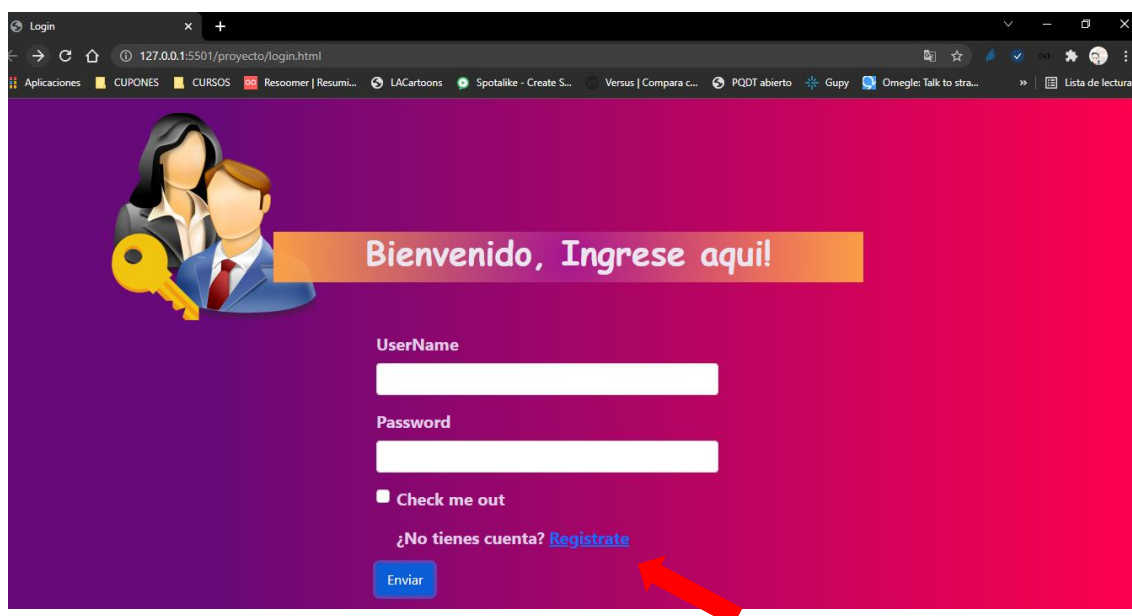 Login
127.0.0.1:5501/proyecto/login.html
Aplicaciones CUPONES CURSOS Resoomer | Resumi... LACartoons Spotalike - Create S... Versus | Compara c... PQDT abierto Gupy Omegle: Talk to stra... » Lista de lectura
Bienvenido, Ingrese aqui!
UserName
Password
Check me out
¿No tienes cuenta? Registrate
Enviar